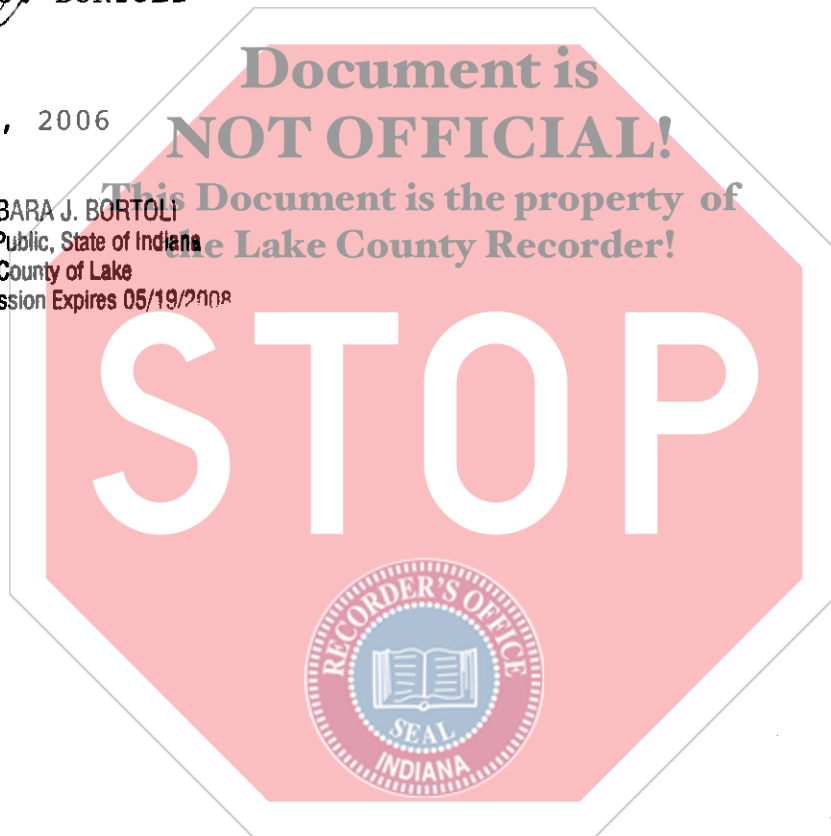 Document is
, 2006
NOT OFFICIAL!
This Document is the property of
the Lake County Recorder!
BARA J. BORTOLI
Public, State of Indiana
County of Lake
ssion Expires 05/19/2008
STOP
RECORDER'S OFFICE
SEAL
INDIANA